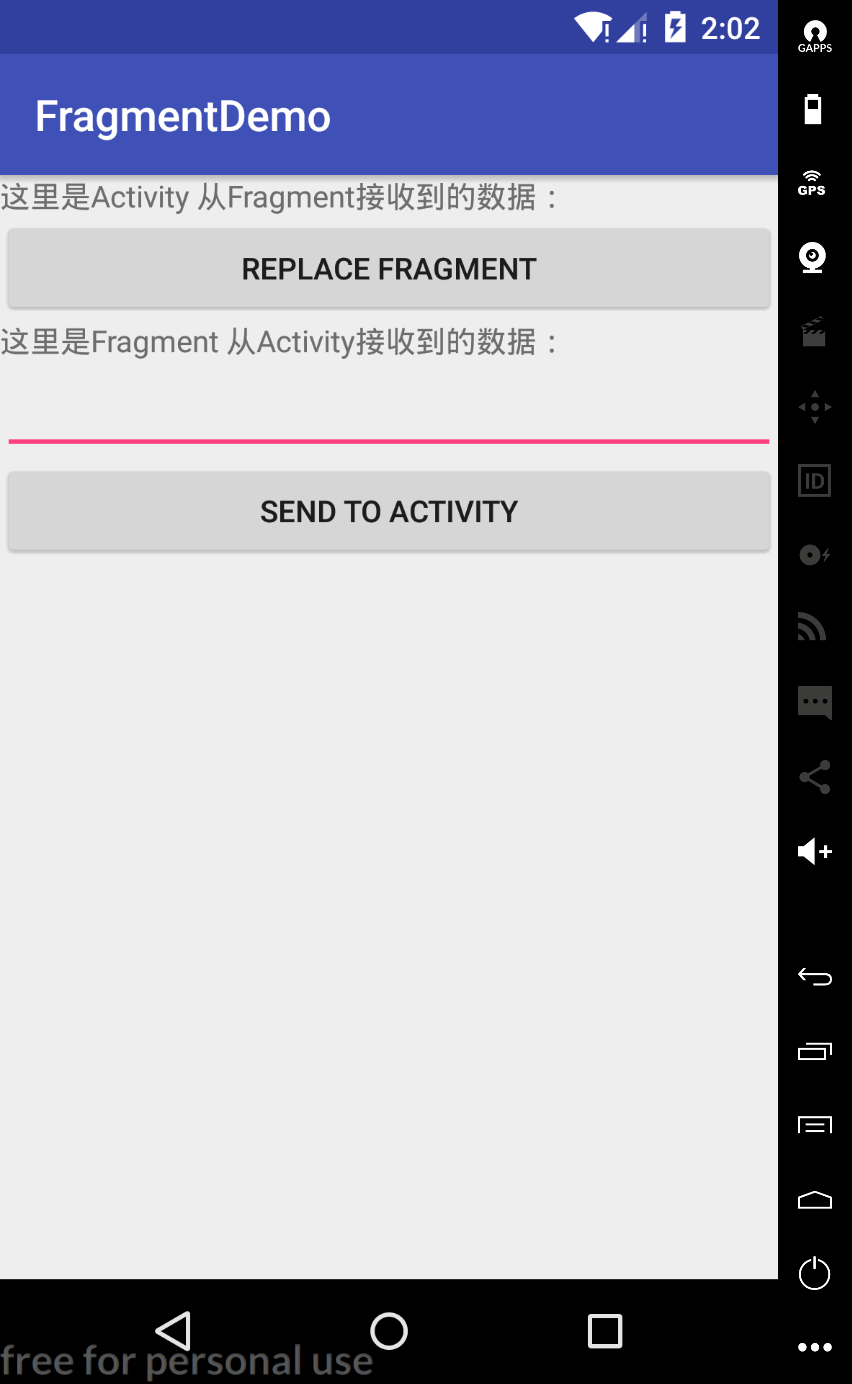 2:02
GAPPS
FragmentDemo
GPS
这里是Activity 从Fragment接收到的数据：
REPLACE FRAGMENT
这里是Fragment 从Activity接收到的数据：
ID
SEND TO ACTIVITY
free for personal use